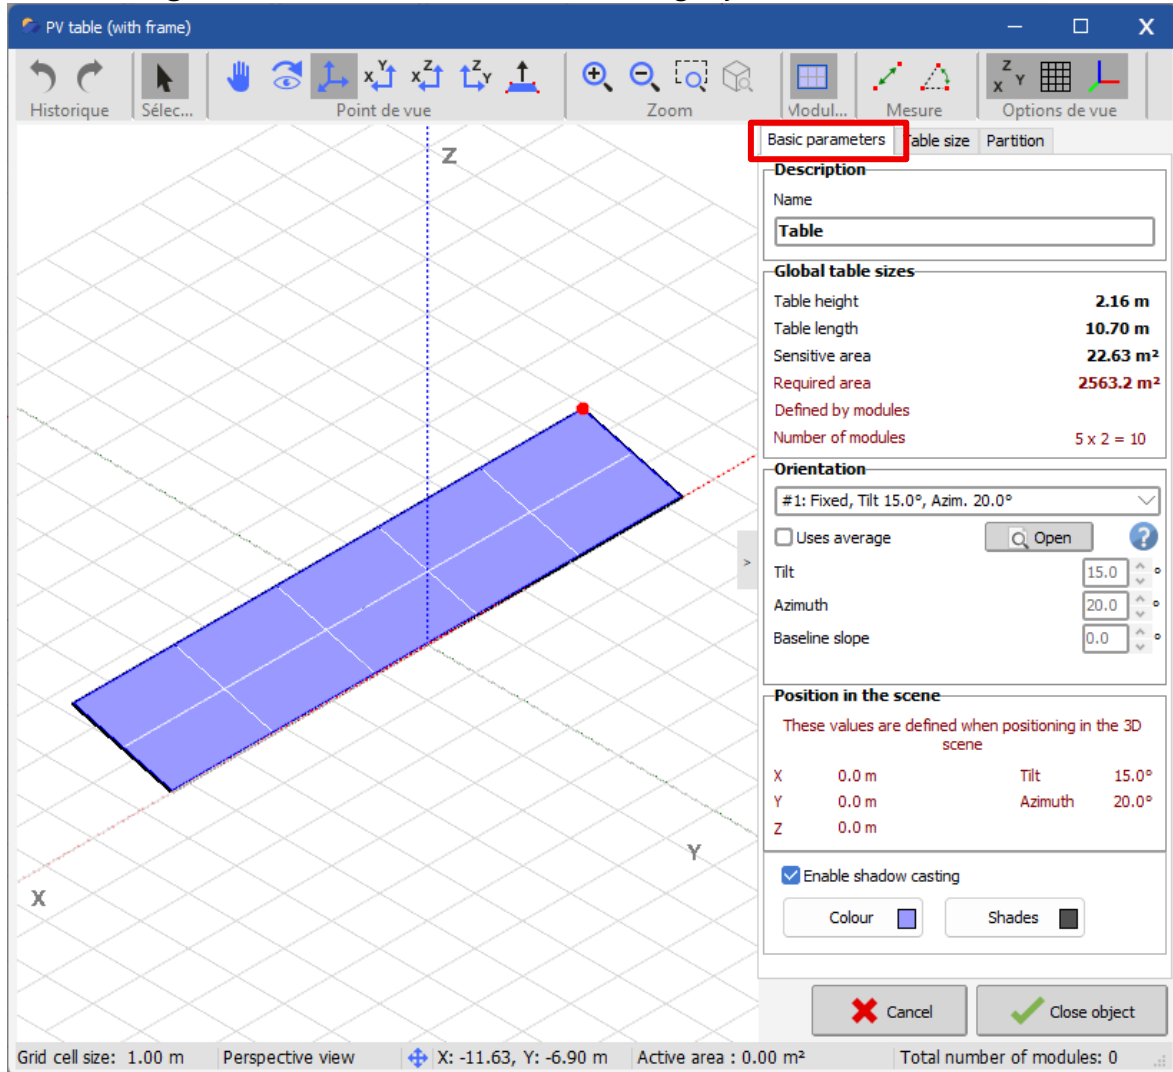 PV table (with frame)
Historique Sélec... Point de vue Zoom Modul... Mesure Options de vue
Basic parameters Table size Partition
Description
Name
Table
Global table sizes
Table height 2.16 m
Table length 10.70 m
Sensitive area 22.63 m²
Required area 2563.2 m²
Defined by modules
Number of modules 5 x 2 = 10
Orientation
#1: Fixed, Tilt 15.0°, Azim. 20.0°
Uses average Open
Tilt 15.0 °
Azimuth 20.0 °
Baseline slope 0.0 °
Position in the scene
These values are defined when positioning in the 3D
scene
X 0.0 m Tilt 15.0°
Y 0.0 m Azimuth 20.0°
Z 0.0 m
Enable shadow casting
Colour Shades
Cancel Close object
Z
Y
X
Grid cell size: 1.00 m Perspective view X: -11.63, Y: -6.90 m Active area : 0.00 m² Total number of modules: 0